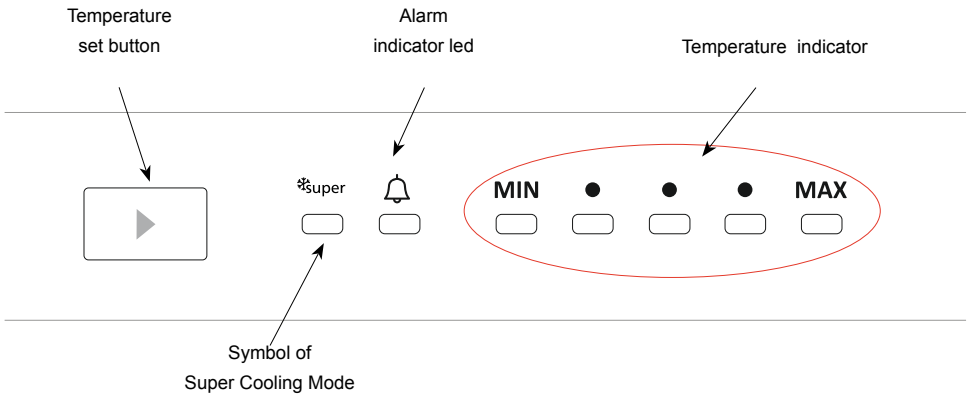 Temperature
set button
Alarm
indicator led
Temperature indicator
super
MIN
MAX
Symbol of
Super Cooling Mode